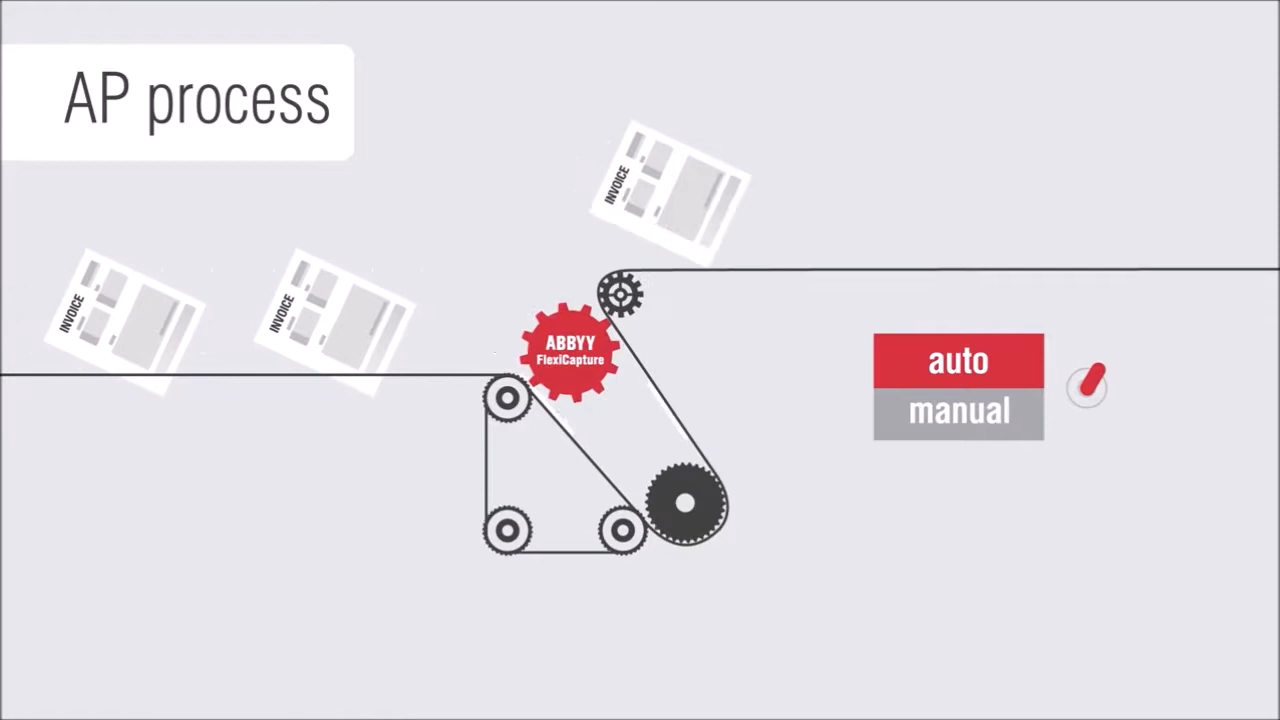 AP process
INVOICE
INVOICE
INVOICE
ABBYY
FlexiCapture
auto
manual